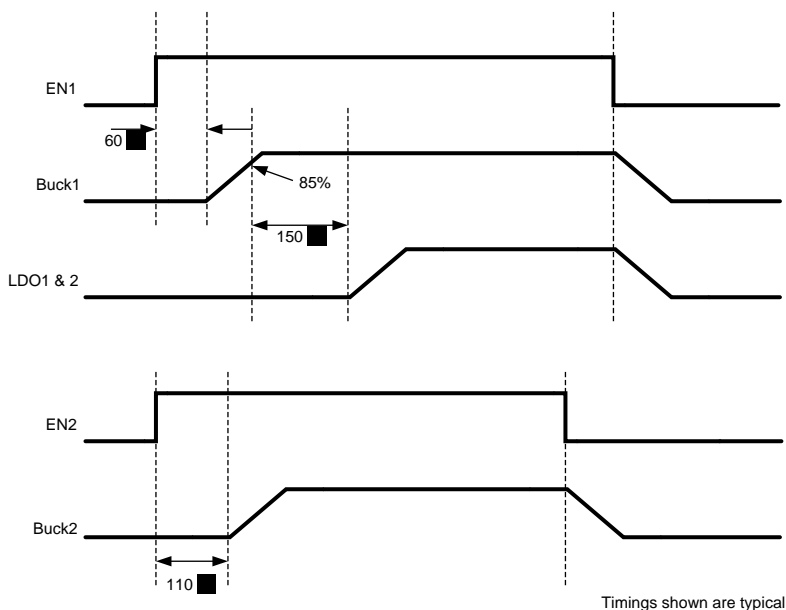 EN1
60
Buck1
85%
150
LDO1 & 2
EN2
Buck2
110
Timings shown are typical